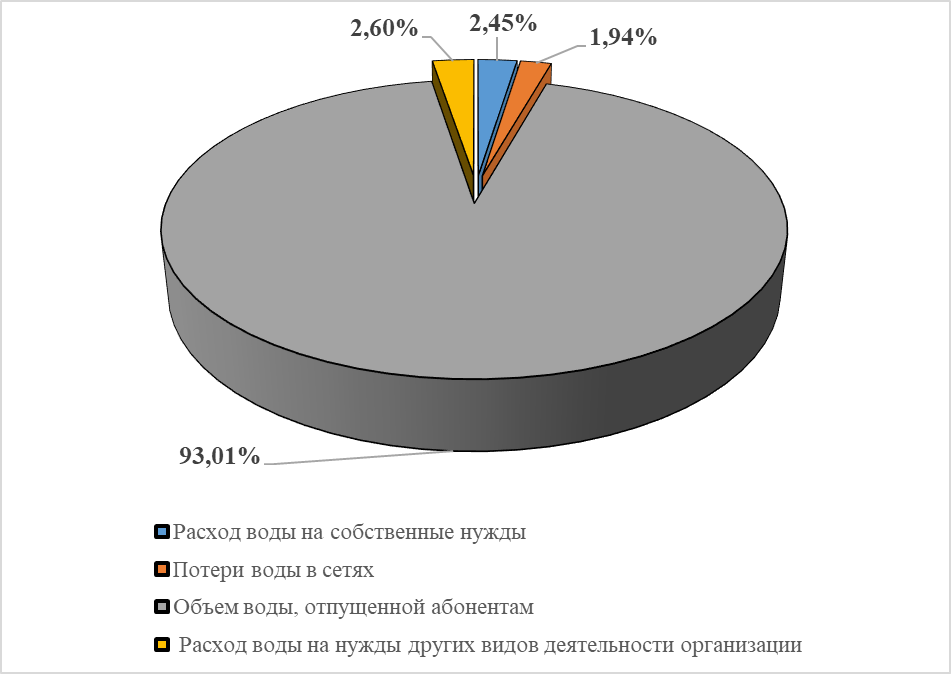 2,60%
2,45%
1,94%
93,01%
Расход воды на собственные нужды
Потери воды в сетях
Объем воды, отпущенной абонентам
Расход воды на нужды других видов деятельности организации